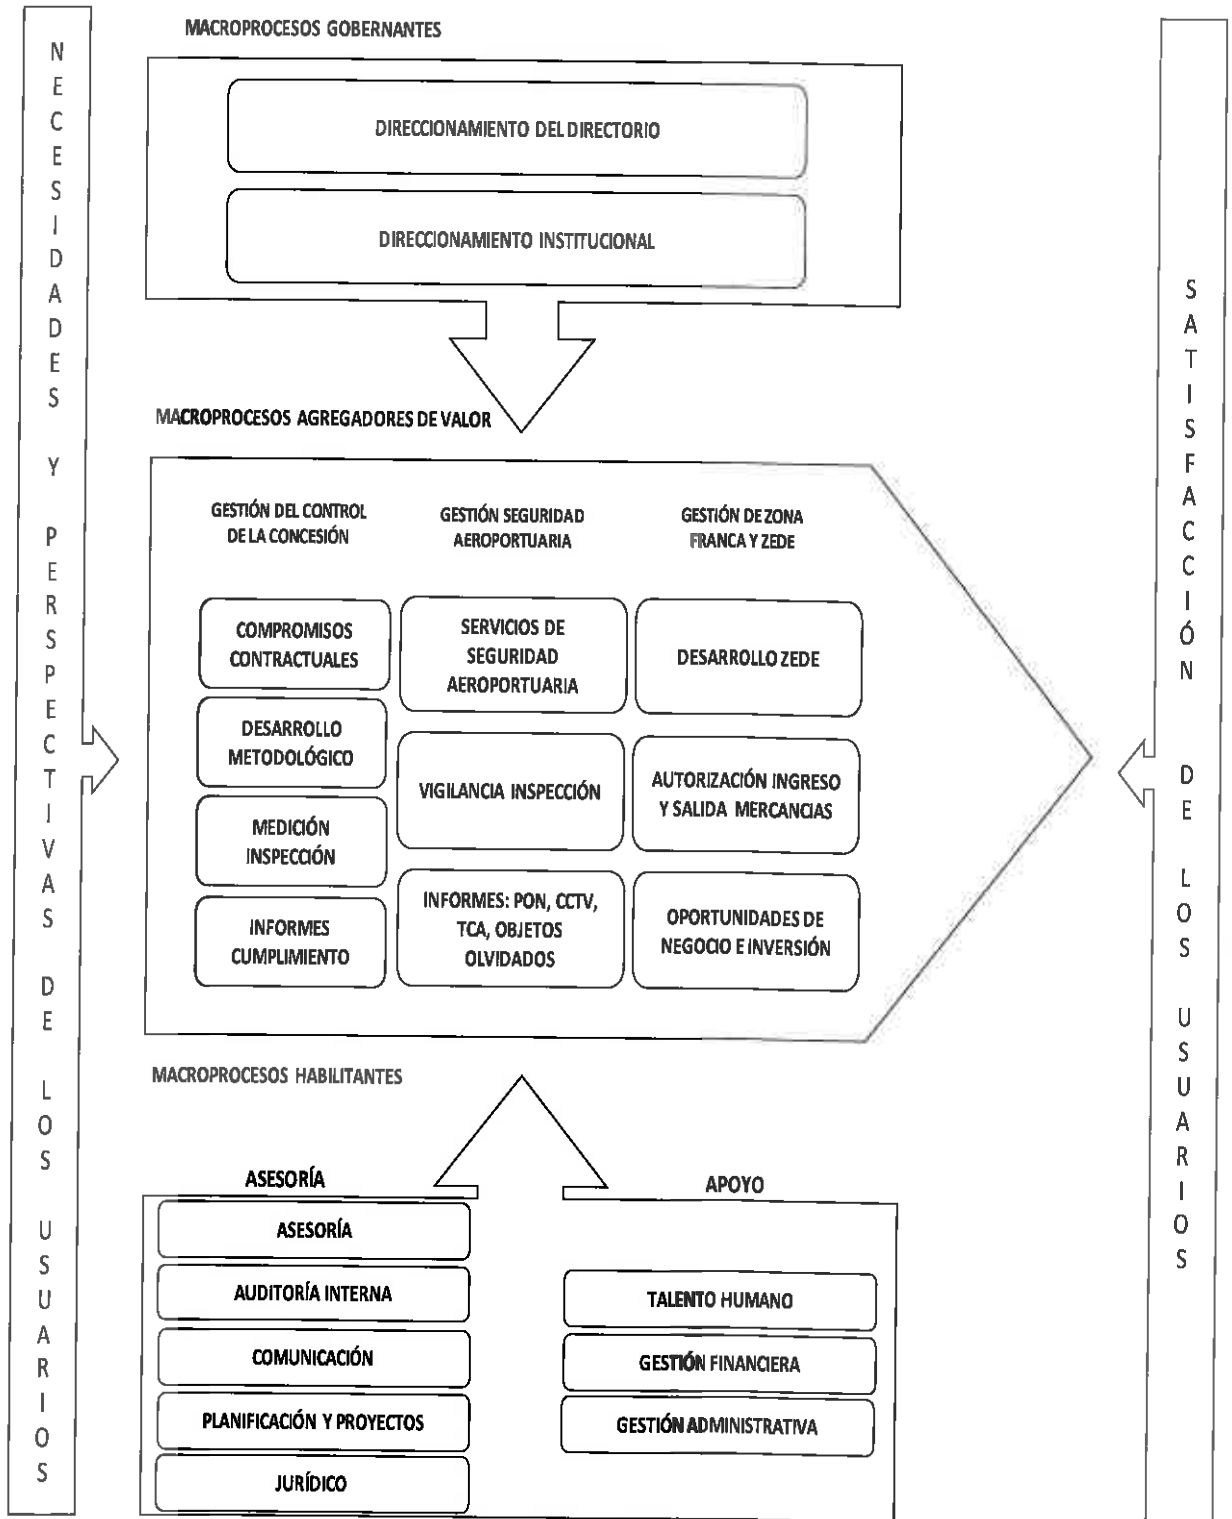 NECESIDADES Y PERSPECTIVAS DE LOS USUARIOS
MACROPROCESOS GOBERNANTES
DIRECCIONAMIENTO DEL DIRECTORIO
DIRECCIONAMIENTO INSTITUCIONAL
MACROPROCESOS AGREGADORES DE VALOR
GESTIÓN DEL CONTROL
DE LA CONCESIÓN
COMPROMISOS
CONTRACTUALES
DESARROLLO
METODOLÓGICO
MEDICIÓN
INSPECCIÓN
INFORMES
CUMPLIMIENTO
GESTIÓN SEGURIDAD
AEROPORTUARIA
SERVICIOS DE
SEGURIDAD
AEROPORTUARIA
VIGILANCIA INSPECCIÓN
INFORMES: PON, CCTV,
TCA, OBJETOS
OLVIDADOS
GESTIÓN DE ZONA
FRANCA Y ZEDE
DESARROLLO ZEDE
AUTORIZACIÓN INGRESO
Y SALIDA MERCANCIAS
OPORTUNIDADES DE
NEGOCIO E INVERSIÓN
MACROPROCESOS HABILITANTES
ASESORÍA
ASESORÍA
AUDITORÍA INTERNA
COMUNICACIÓN
PLANIFICACIÓN Y PROYECTOS
JURÍDICO
APOYO
TALENTO HUMANO
GESTIÓN FINANCIERA
GESTIÓN ADMINISTRATIVA
SATISFACCIÓN DE LOS USUARIOS